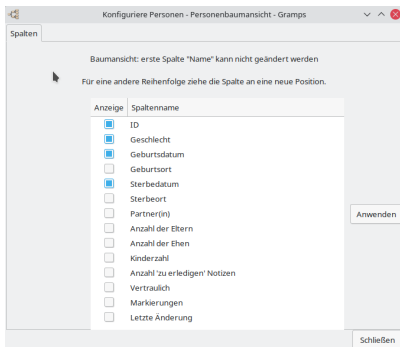 Konfiguriere Personen - Personenbaumansicht - Gramps
Spalten
Baumansicht: erste Spalte "Name" kann nicht geändert werden
Für eine andere Reihenfolge ziehe die Spalte an eine neue Position.
Anzeige Spaltenname
ID
Geschlecht
Geburtsdatum
Geburtsort
Sterbedatum
Sterbeort
Partner(in)
Anzahl der Eltern
Anzahl der Ehen
Kinderzahl
Anzahl 'zu erledigen' Notizen
Vertraulich
Markierungen
Letzte Änderung
Anwenden
Schließen